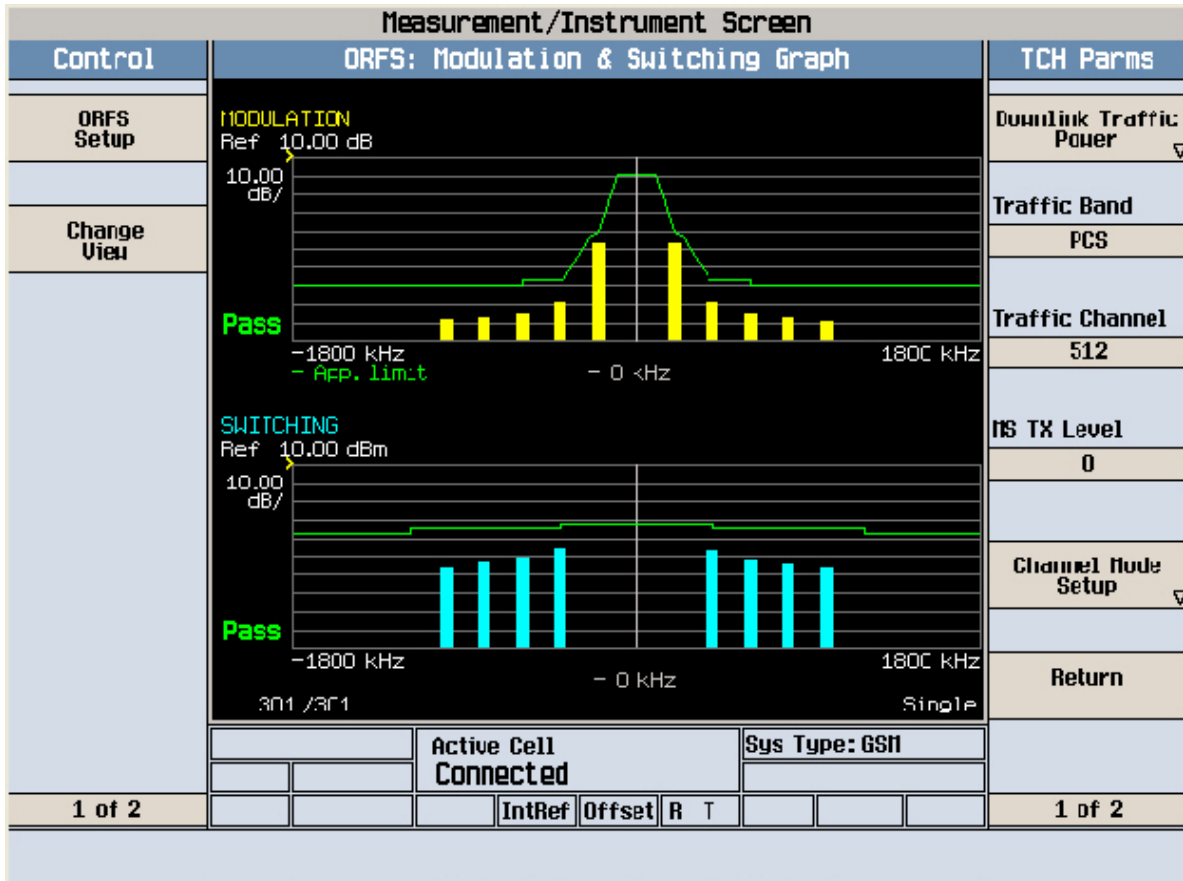 Measurement/Instrument Screen
Control
ORFS: Modulation & Switching Graph
TCH Parms
ORFS
Setup
Change
View
1 of 2
MODULATION
Ref 10.00 dB
10.00
dB/
Pass
-1800 kHz
1800 kHz
- App. limit
- 0 kHz
SWITCHING
Ref 10.00 dBm
10.00
dB/
Pass
-1800 kHz
1800 kHz
- 0 kHz
301/301
Single
Active Cell
Connected
Sys Type: GSM
IntRef
Offset
R T
Downlink Traffic
Power
Traffic Band
PCS
Traffic Channel
512
MS TX Level
0
Channel Mode
Setup
Return
1 of 2